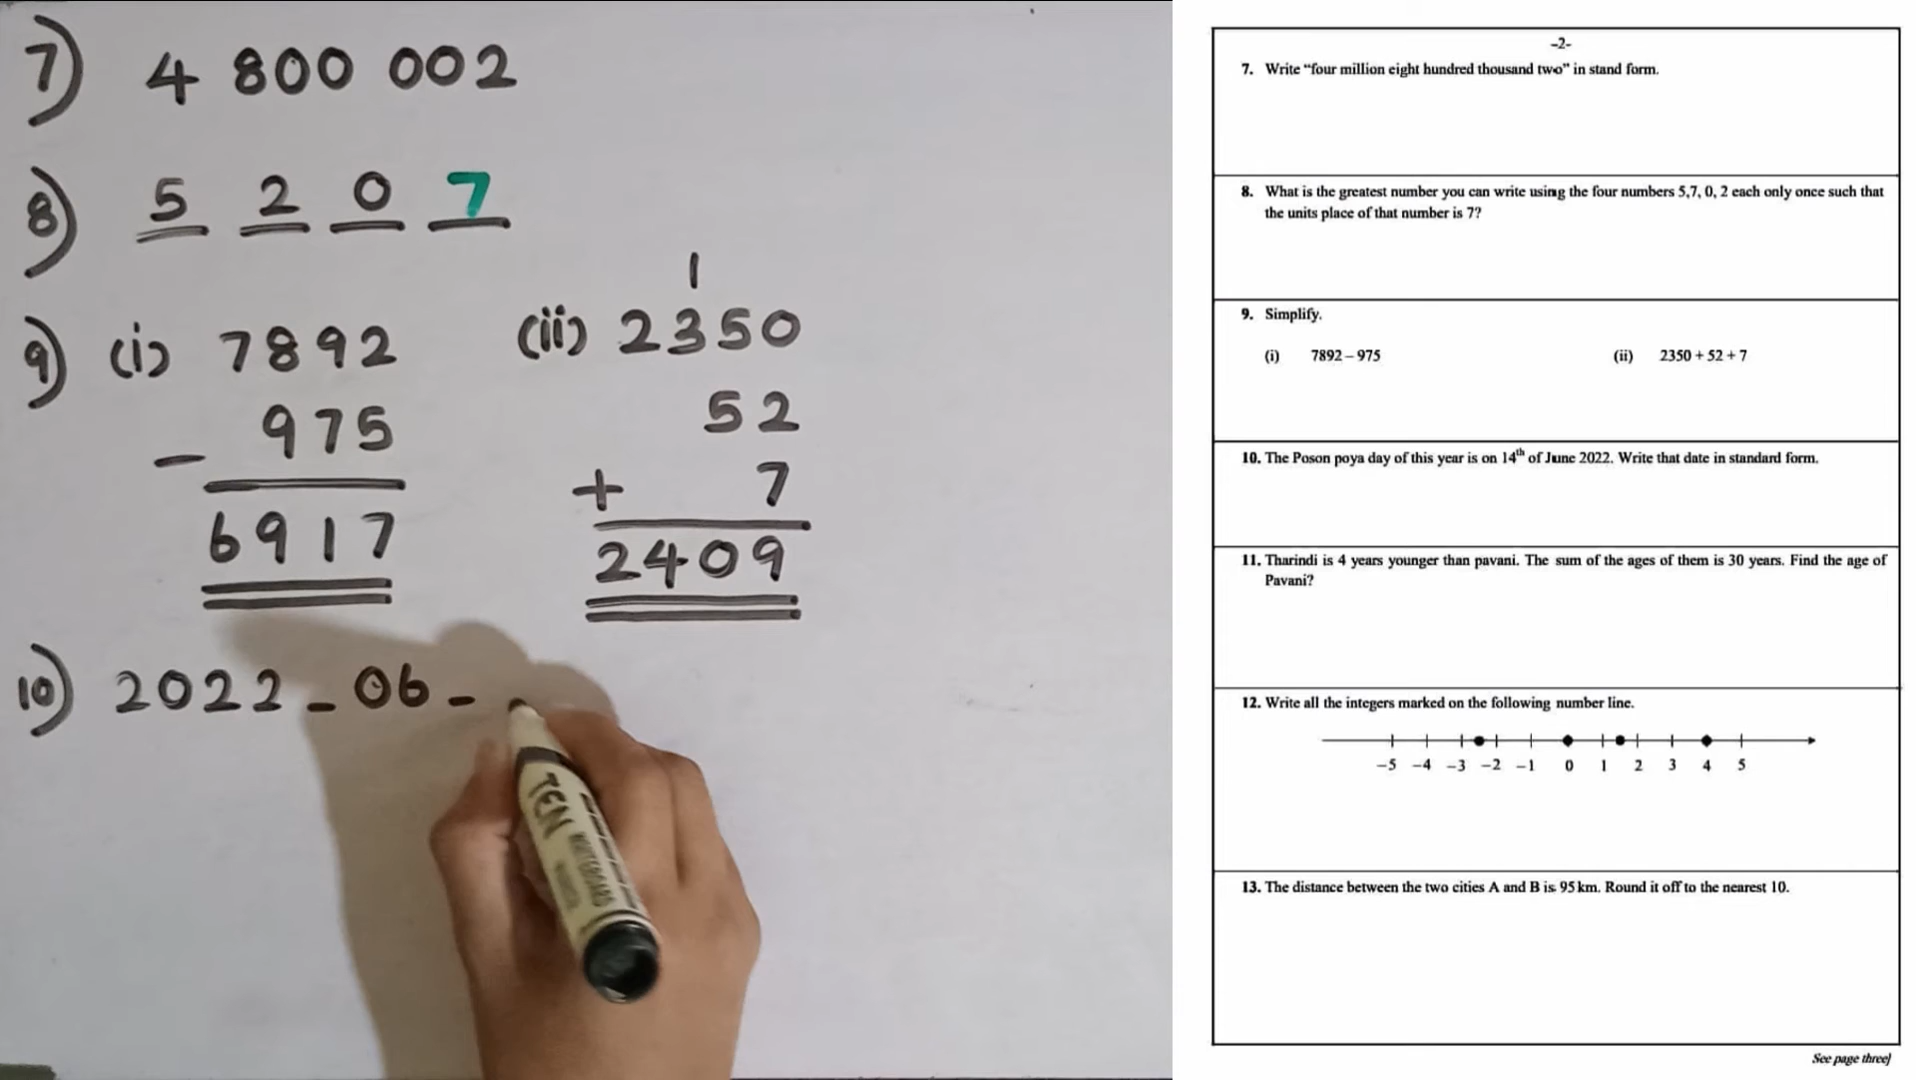 7) 4 800 002
8) 5 2 0 7
1
9) (i) 7892 (ii) 2350
975 52
- + 7
6917 2409
10) 2022 - 06 -
TEN
WHITEBOARD
-2-
7. Write “four million eight hundred thousand two” in stand form.
8. What is the greatest number you can write using the four numbers 5,7, 0, 2 each only once such that
the units place of that number is 7?
9. Simplify.
(i) 7892 – 975 (ii) 2350 + 52 + 7
10. The Poson poya day of this year is on 14th of June 2022. Write that date in standard form.
11. Tharindi is 4 years younger than pavani. The sum of the ages of them is 30 years. Find the age of
Pavani?
12. Write all the integers marked on the following number line.
–5 –4 –3 –2 –1 0 1 2 3 4 5
13. The distance between the two cities A and B is 95 km. Round it off to the nearest 10.
See page three]